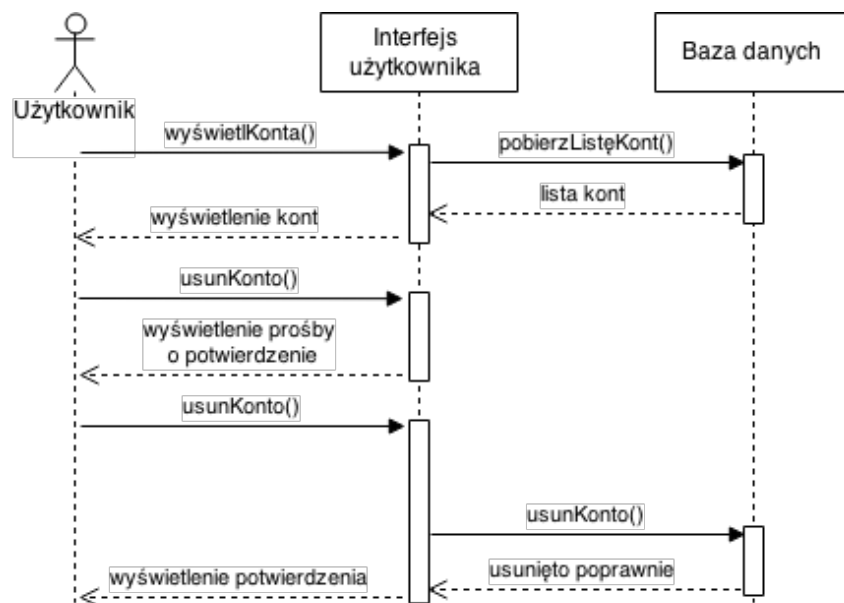 Interfejs
użytkownika
Baza danych
Użytkownik
wyświetlKonta()
pobierzListęKont()
lista kont
wyświetlenie kont
usunKonto()
wyświetlenie prośby
o potwierdzenie
usunKonto()
usunKonto()
usunięto poprawnie
wyświetlenie potwierdzenia